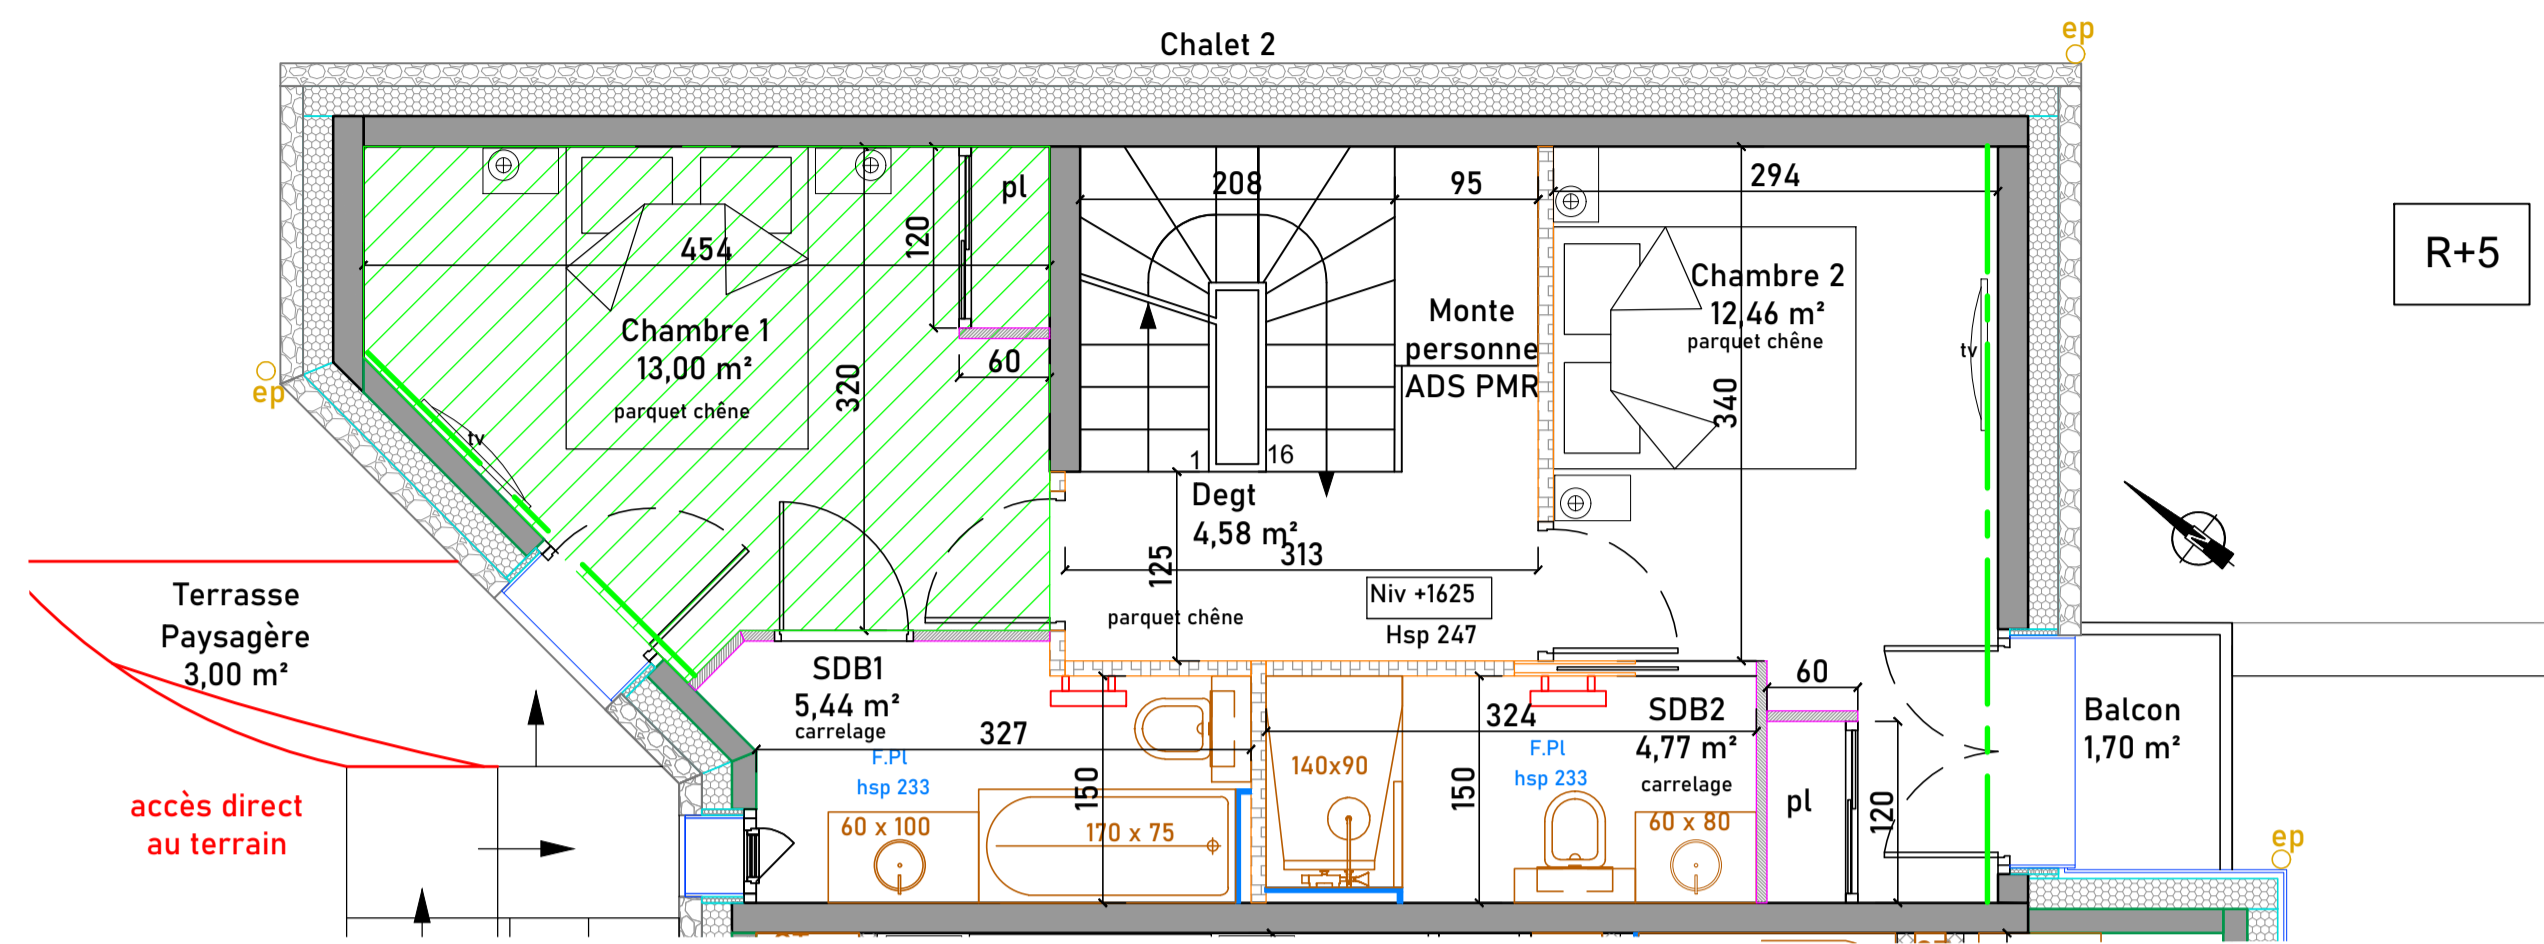 Chalet 2
ep
R+5
pl
208
95
294
120
454
Chambre 1
13,00 m²
parquet chêne
320
60
tv
Monte
personne
ADS PMR
Chambre 2
12,46 m²
parquet chêne
340
tv
ep
1
16
Degt
4,58 m²
125
313
parquet chêne
Niv +1625
Hsp 247
Terrasse
Paysagère
3,00 m²
accès direct
au terrain
SDB1
5,44 m²
carrelage
327
F.Pl
hsp 233
150
60 x 100
170 x 75
140x90
324
150
F.Pl
hsp 233
SDB2
4,77 m²
carrelage
60 x 80
60
pl
120
Balcon
1,70 m²
ep